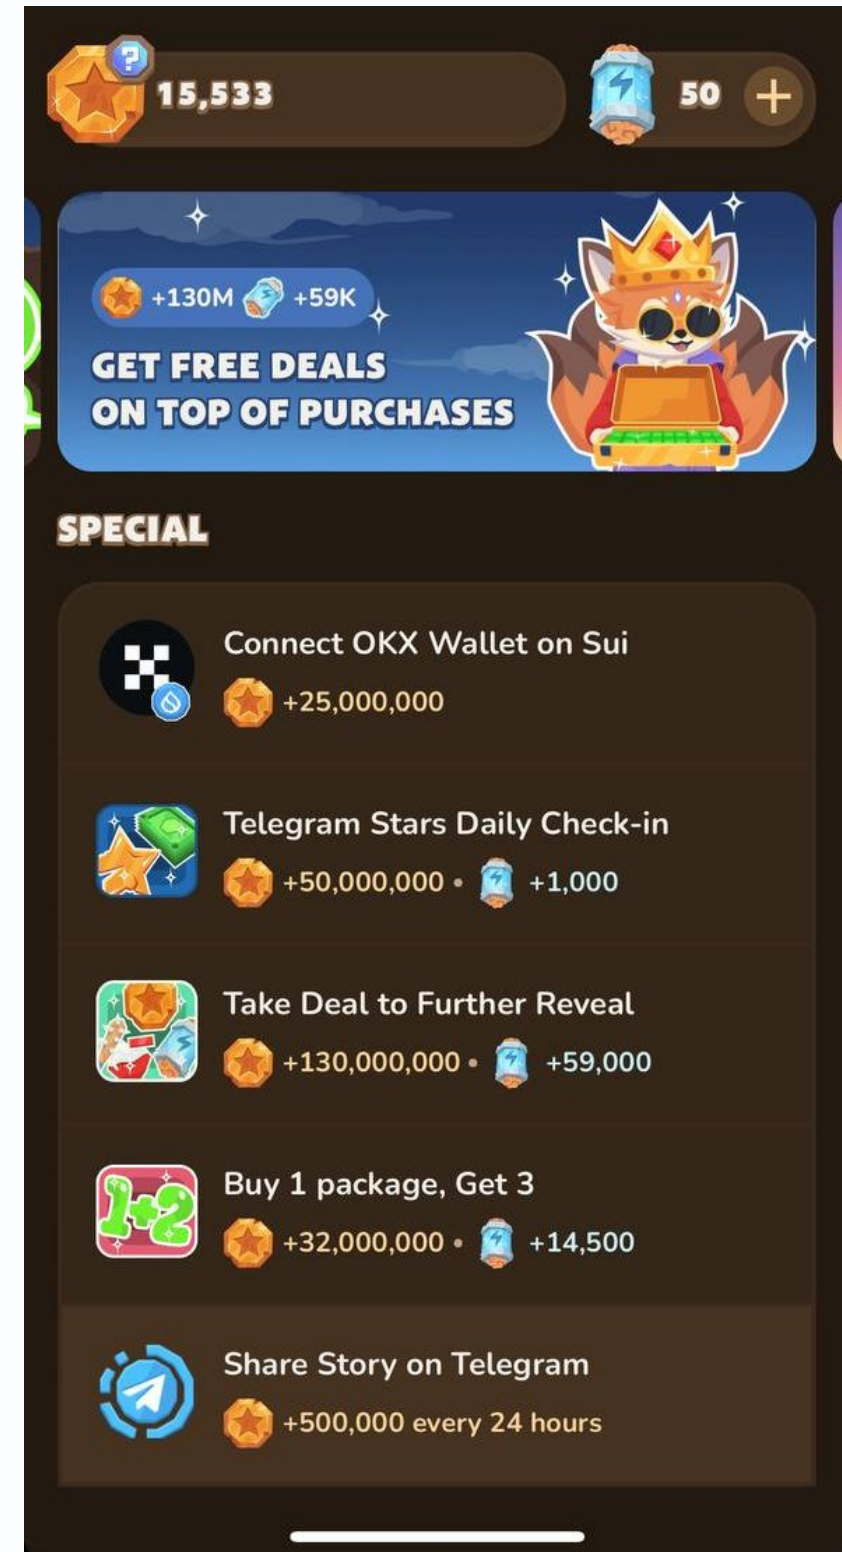 ?
15,533
50
+130M +59K
GET FREE DEALS
ON TOP OF PURCHASES
SPECIAL
Connect OKX Wallet on Sui
+25,000,000
Telegram Stars Daily Check-in
+50,000,000 • +1,000
Take Deal to Further Reveal
+130,000,000 • +59,000
1+2
Buy 1 package, Get 3
+32,000,000 • +14,500
Share Story on Telegram
+500,000 every 24 hours